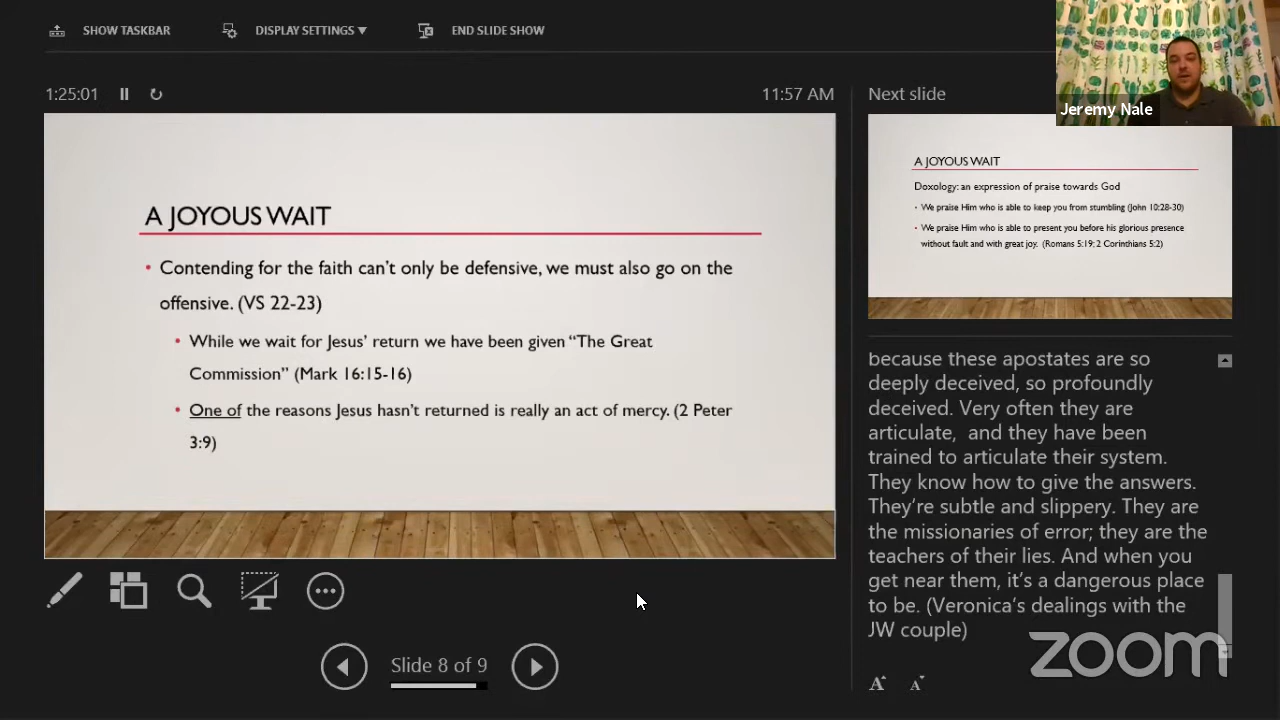 SHOW TASKBAR
DISPLAY SETTINGS ▼
END SLIDE SHOW
Jeremy Nale
1:25:01
11:57 AM
Next slide
A JOYOUS WAIT
• Contending for the faith can't only be defensive, we must also go on the
offensive. (VS 22-23)
• While we wait for Jesus' return we have been given "The Great
Commission" (Mark 16:15-16)
• One of the reasons Jesus hasn't returned is really an act of mercy. (2 Peter
3:9)
A JOYOUS WAIT
Doxology: an expression of praise towards God
• We praise Him who is able to keep you from stumbling (John 10:28-30)
• We praise Him who is able to present you before his glorious presence
without fault and with great joy. (Romans 5:19; 2 Corinthians 5:2)
because these apostates are so
deeply deceived, so profoundly
deceived. Very often they are
articulate, and they have been
trained to articulate their system.
They know how to give the answers.
They're subtle and slippery. They are
the missionaries of error; they are the
teachers of their lies. And when you
get near them, it's a dangerous place
to be. (Veronica's dealings with the
JW couple)
Slide 8 of 9
A A
zoom